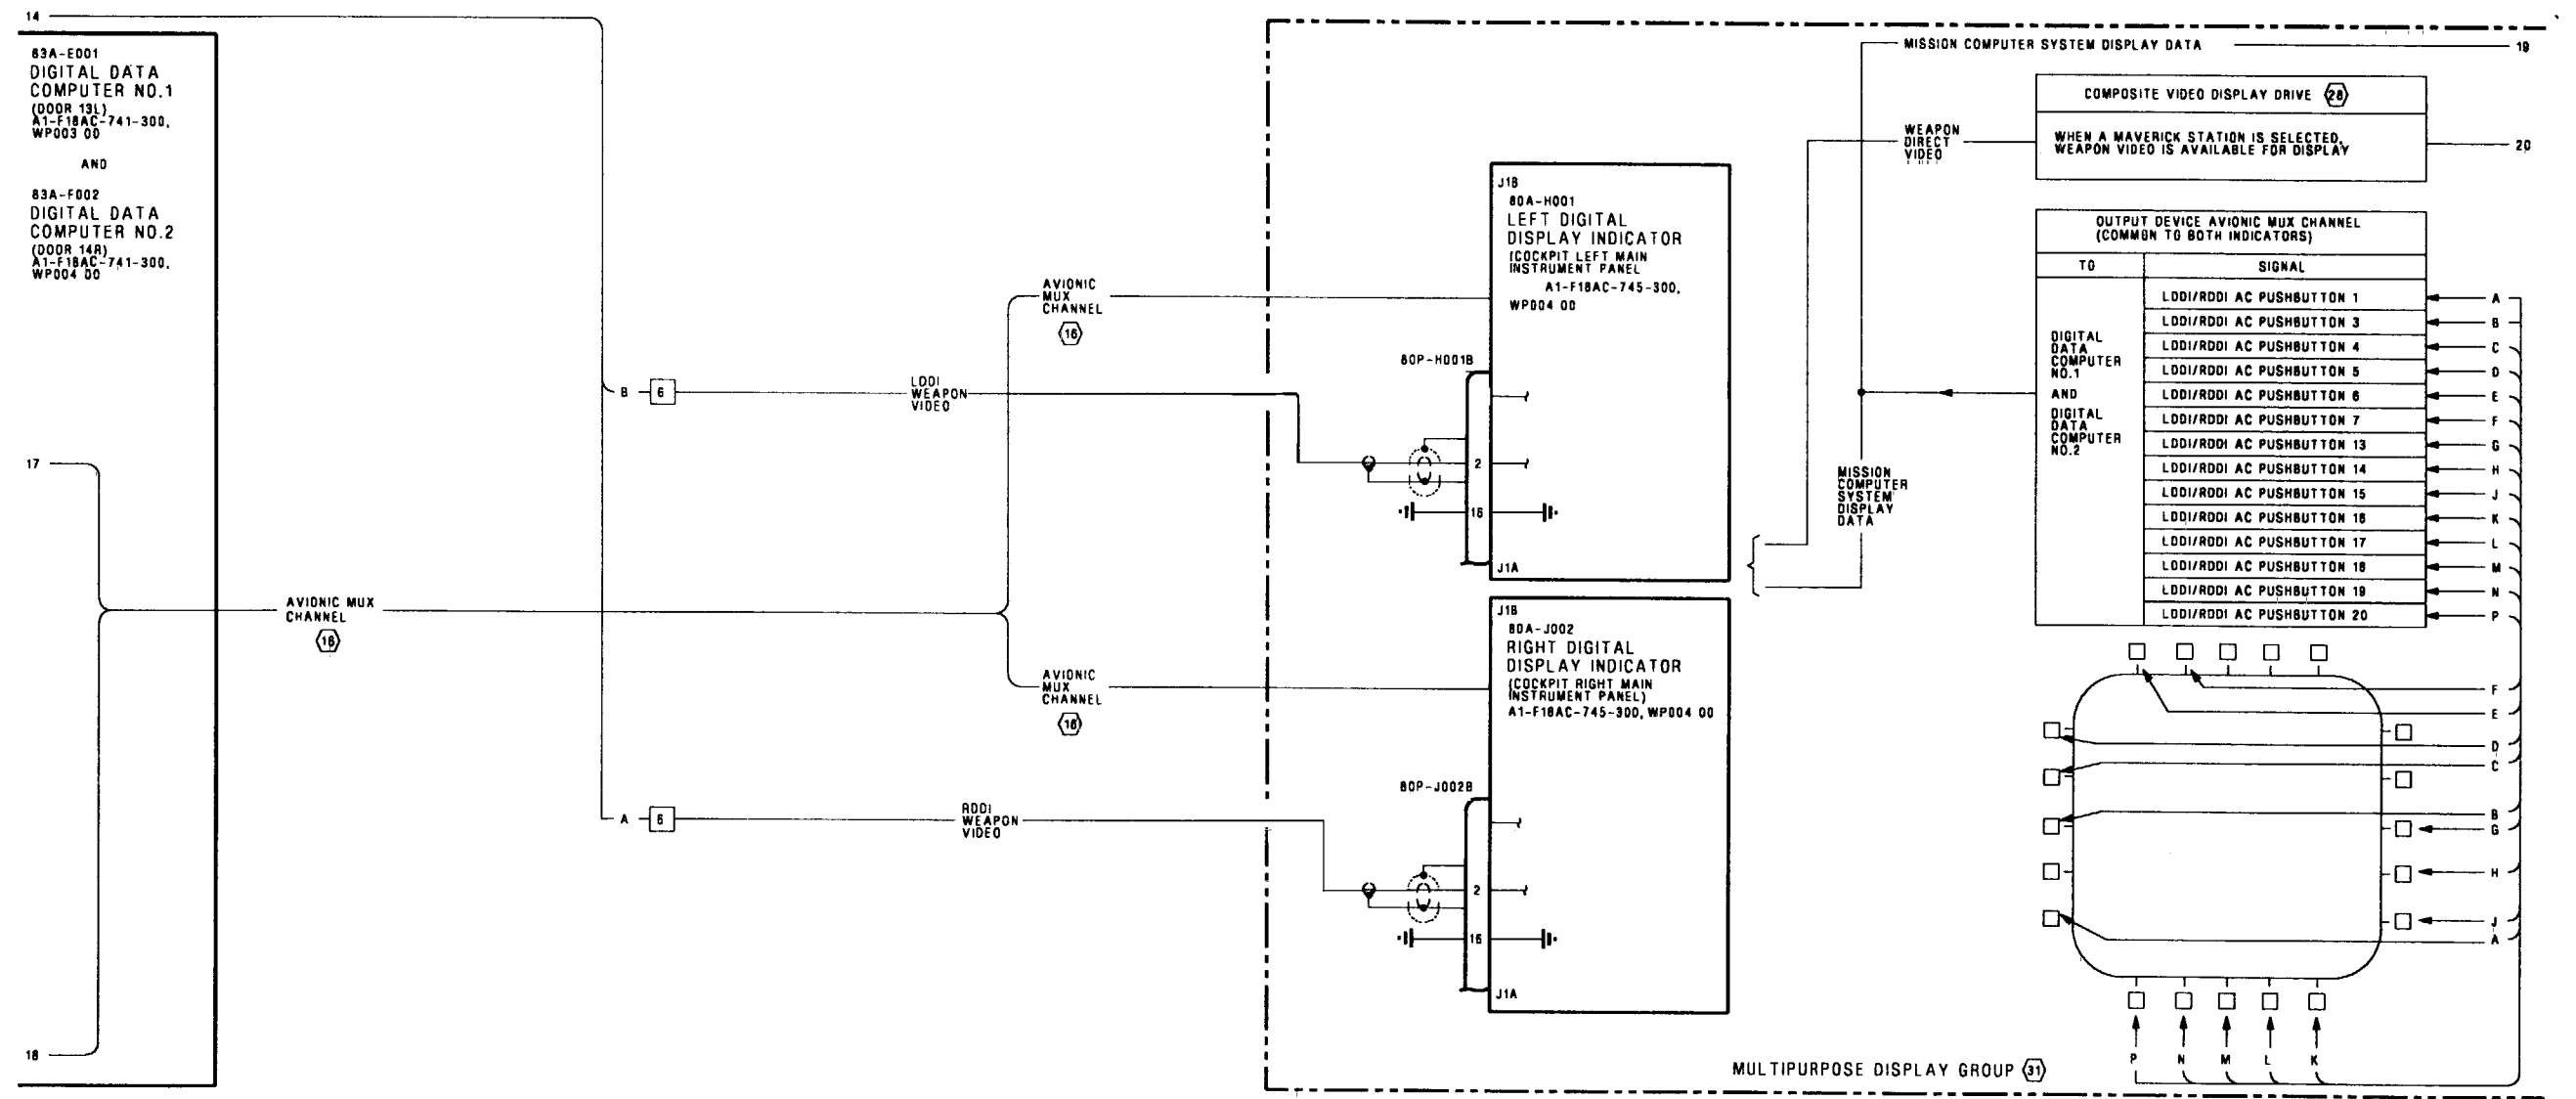 14
83A-E001
DIGITAL DATA
COMPUTER NO.1
(DOOR 13L)
A1-F18AC-741-300,
WP003 00
AND
83A-F002
DIGITAL DATA
COMPUTER NO.2
(DOOR 14R)
A1-F18AC-741-300,
WP004 00
17
18
AVIONIC MUX
CHANNEL
16
B
6
LDDI
WEAPON
VIDEO
A
6
RDDI
WEAPON
VIDEO
AVIONIC
MUX
CHANNEL
16
AVIONIC
MUX
CHANNEL
16
J1B
80A-H001
LEFT DIGITAL
DISPLAY INDICATOR
(COCKPIT LEFT MAIN
INSTRUMENT PANEL
A1-F18AC-745-300,
WP004 00
80P-H001B
2
16
J1A
J1B
80A-J002
RIGHT DIGITAL
DISPLAY INDICATOR
(COCKPIT RIGHT MAIN
INSTRUMENT PANEL)
A1-F18AC-745-300, WP004 00
80P-J002B
2
16
J1A
MISSION COMPUTER SYSTEM DISPLAY DATA
19
WEAPON
DIRECT
VIDEO
COMPOSITE VIDEO DISPLAY DRIVE 28
WHEN A MAVERICK STATION IS SELECTED,
WEAPON VIDEO IS AVAILABLE FOR DISPLAY
20
MISSION
COMPUTER
SYSTEM
DISPLAY
DATA
OUTPUT DEVICE AVIONIC MUX CHANNEL
(COMMON TO BOTH INDICATORS)
TO
SIGNAL
DIGITAL
DATA
COMPUTER
NO.1
AND
DIGITAL
DATA
COMPUTER
NO.2
LDDI/RDDI AC PUSHBUTTON 1 A
LDDI/RDDI AC PUSHBUTTON 3 B
LDDI/RDDI AC PUSHBUTTON 4 C
LDDI/RDDI AC PUSHBUTTON 5 D
LDDI/RDDI AC PUSHBUTTON 6 E
LDDI/RDDI AC PUSHBUTTON 7 F
LDDI/RDDI AC PUSHBUTTON 13 G
LDDI/RDDI AC PUSHBUTTON 14 H
LDDI/RDDI AC PUSHBUTTON 15 J
LDDI/RDDI AC PUSHBUTTON 16 K
LDDI/RDDI AC PUSHBUTTON 17 L
LDDI/RDDI AC PUSHBUTTON 18 M
LDDI/RDDI AC PUSHBUTTON 19 N
LDDI/RDDI AC PUSHBUTTON 20 P
F
E
D
C
B
G
H
J
A
P N M L K
MULTIPURPOSE DISPLAY GROUP 31